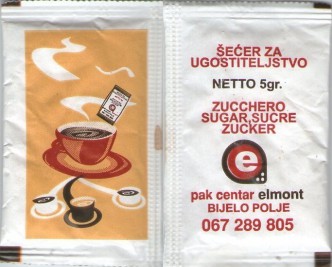 ŠEĆER ZA
UGOSTITELJSTVO
NETTO 5gr.
ZUCCHERO
SUGAR,SUCRE
ZUCKER
e
pak centar elmont
BIJELO POLJE
067 289 805